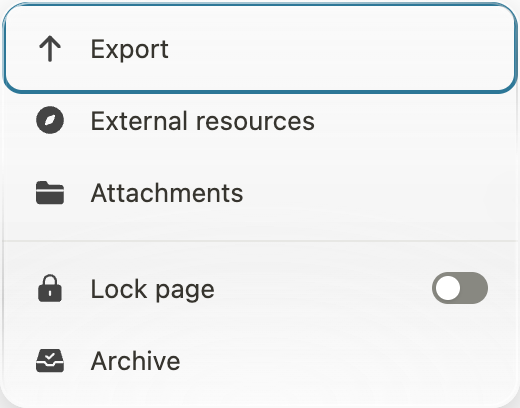 Export
External resources
Attachments
Lock page
Archive